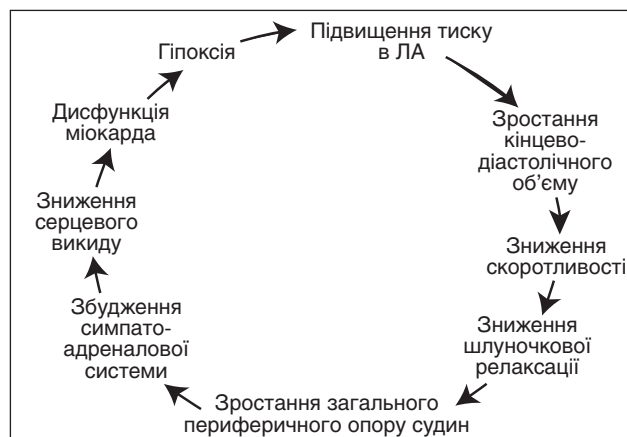 Підвищення тиску
в ЛА
Зростання
кінцево-
діастолічного
об’єму
Зниження
скоротливості
Зниження
шлуночкової
релаксації
Зростання загального
периферичного опору судин
Збудження
симпато-
адреналової
системи
Зниження
серцевого
викиду
Дисфункція
міокарда
Гіпоксія